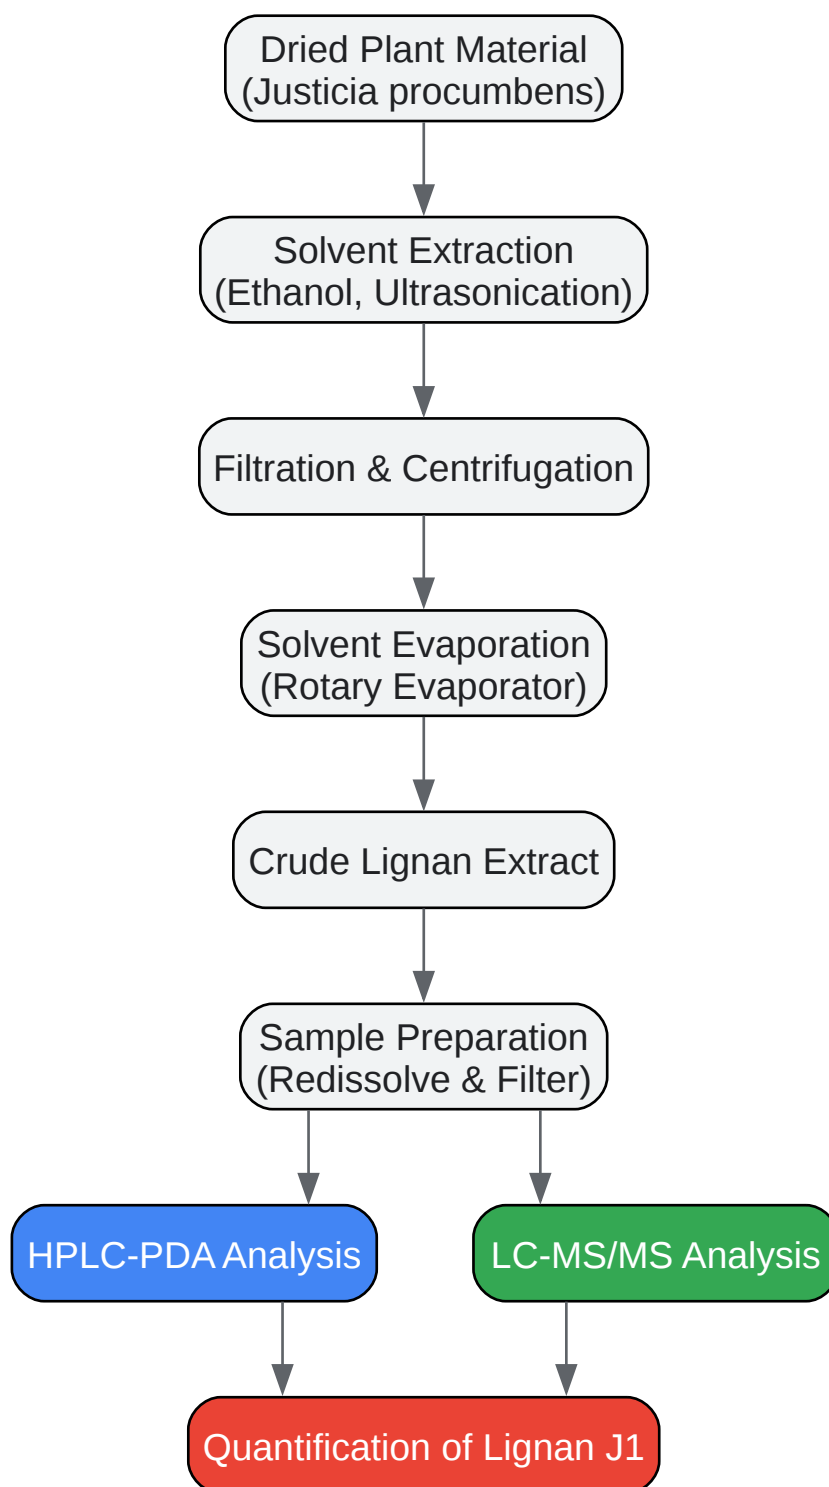 Dried Plant Material
(Justicia procumbens)
Solvent Extraction
(Ethanol, Ultrasonication)
Filtration & Centrifugation
Solvent Evaporation
(Rotary Evaporator)
Crude Lignan Extract
Sample Preparation
(Redissolve & Filter)
HPLC-PDA Analysis
LC-MS/MS Analysis
Quantification of Lignan J1